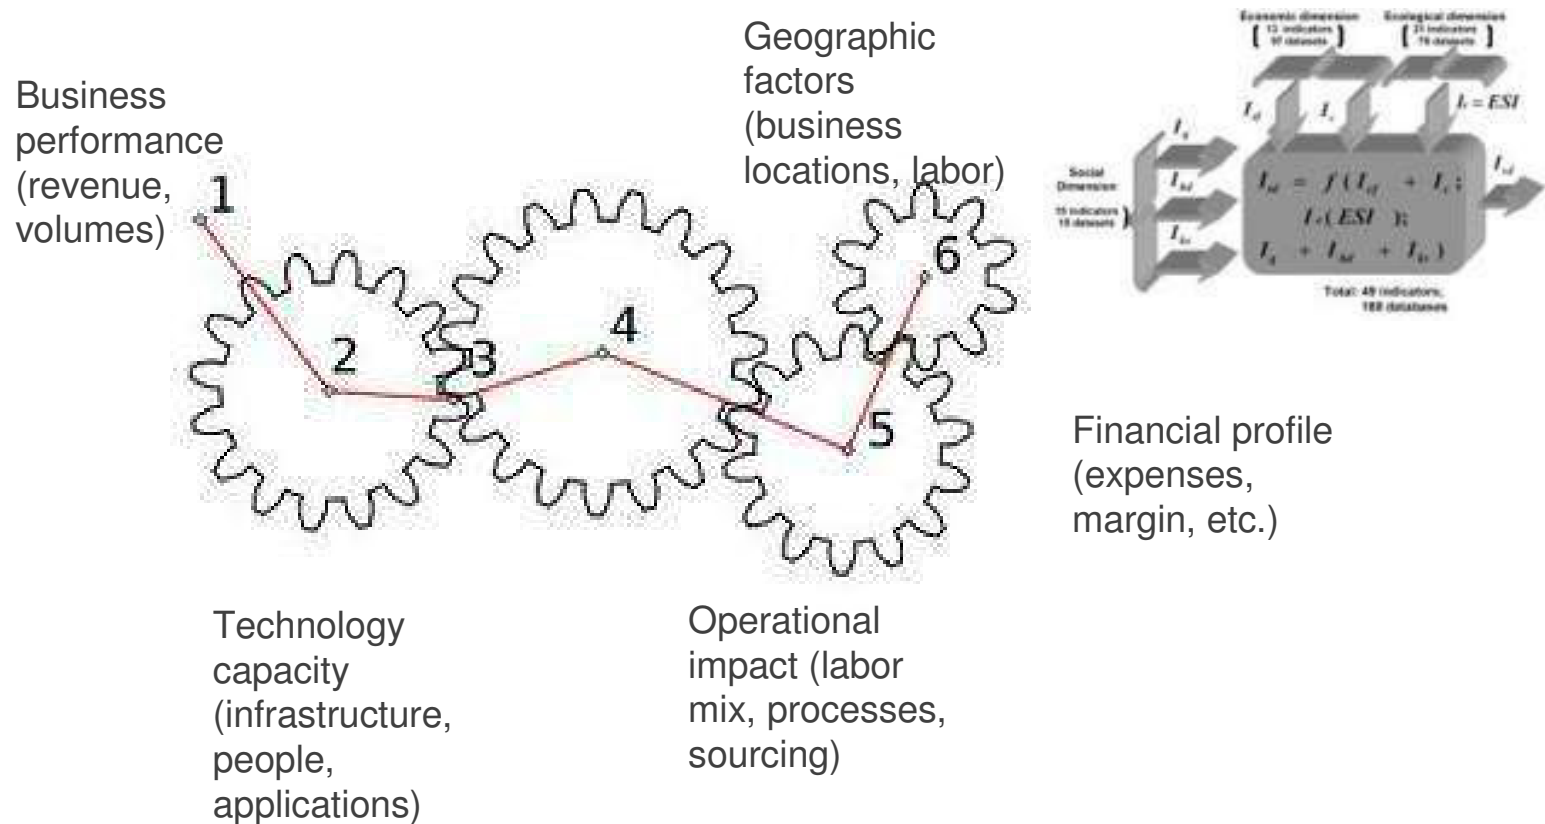 Business
performance
(revenue,
volumes)
1
2
3
4
5
6
Geographic
factors
(business
locations, labor)
Economic dimension
Ecological dimension
Social
Dimension
= ESI
(ESI );
Total: 49 indicators,
Financial profile
(expenses,
margin, etc.)
Technology
capacity
(infrastructure,
people,
applications)
Operational
impact (labor
mix, processes,
sourcing)